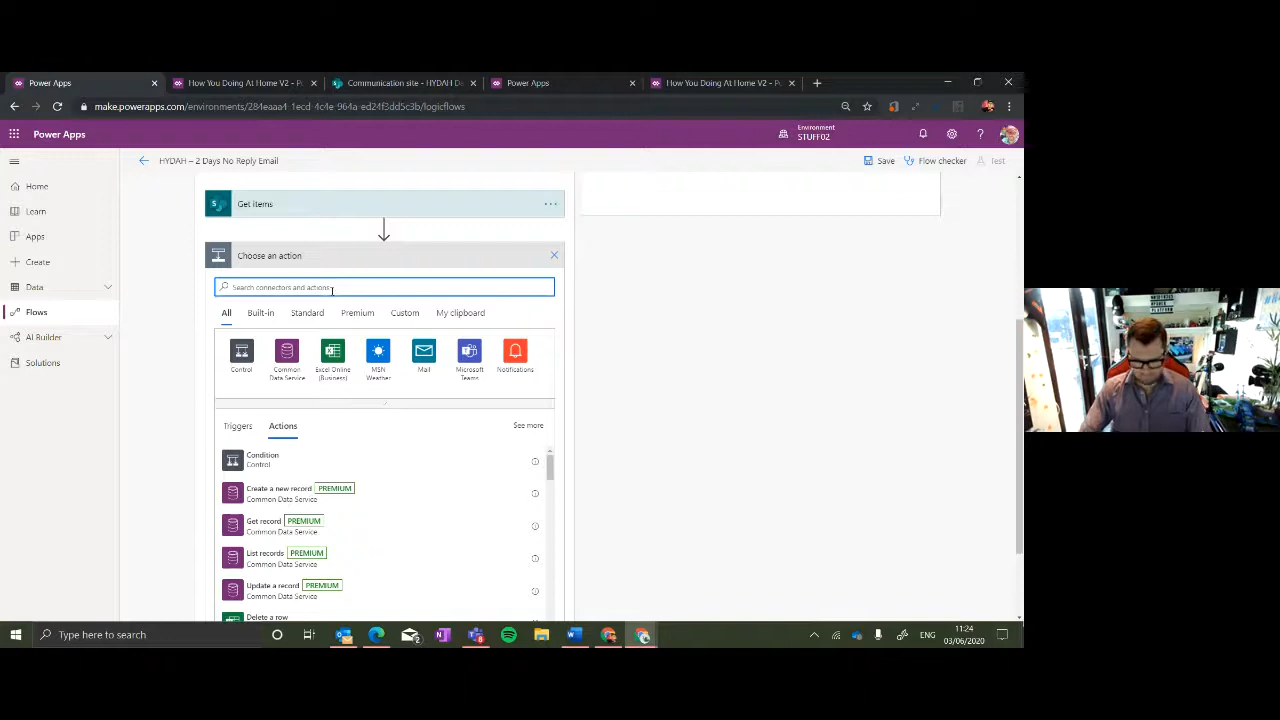 Power Apps
How You Doing At Home V2 - Po
Communication site - HYDAH Da
Power Apps
How You Doing At Home V2 - Po
make.powerapps.com/environments/284eaaa4-1ecd-4c4e-964a-ed24f3dd5c3b/logicflows
Power Apps
Environment
STUFF02
HYDAH – 2 Days No Reply Email
Save
Flow checker
Test
Home
Learn
Apps
Create
Data
Flows
AI Builder
Solutions
Get items
Choose an action
Search connectors and actions
All
Built-in
Standard
Premium
Custom
My clipboard
Control
Common Data Service
Excel Online (Business)
MSN Weather
Mail
Microsoft Teams
Notifications
Triggers
Actions
See more
Condition
Control
Create a new record PREMIUM
Common Data Service
Get record PREMIUM
Common Data Service
List records PREMIUM
Common Data Service
Update a record PREMIUM
Common Data Service
Delete a row
Type here to search
ENG
11:24
03/06/2020